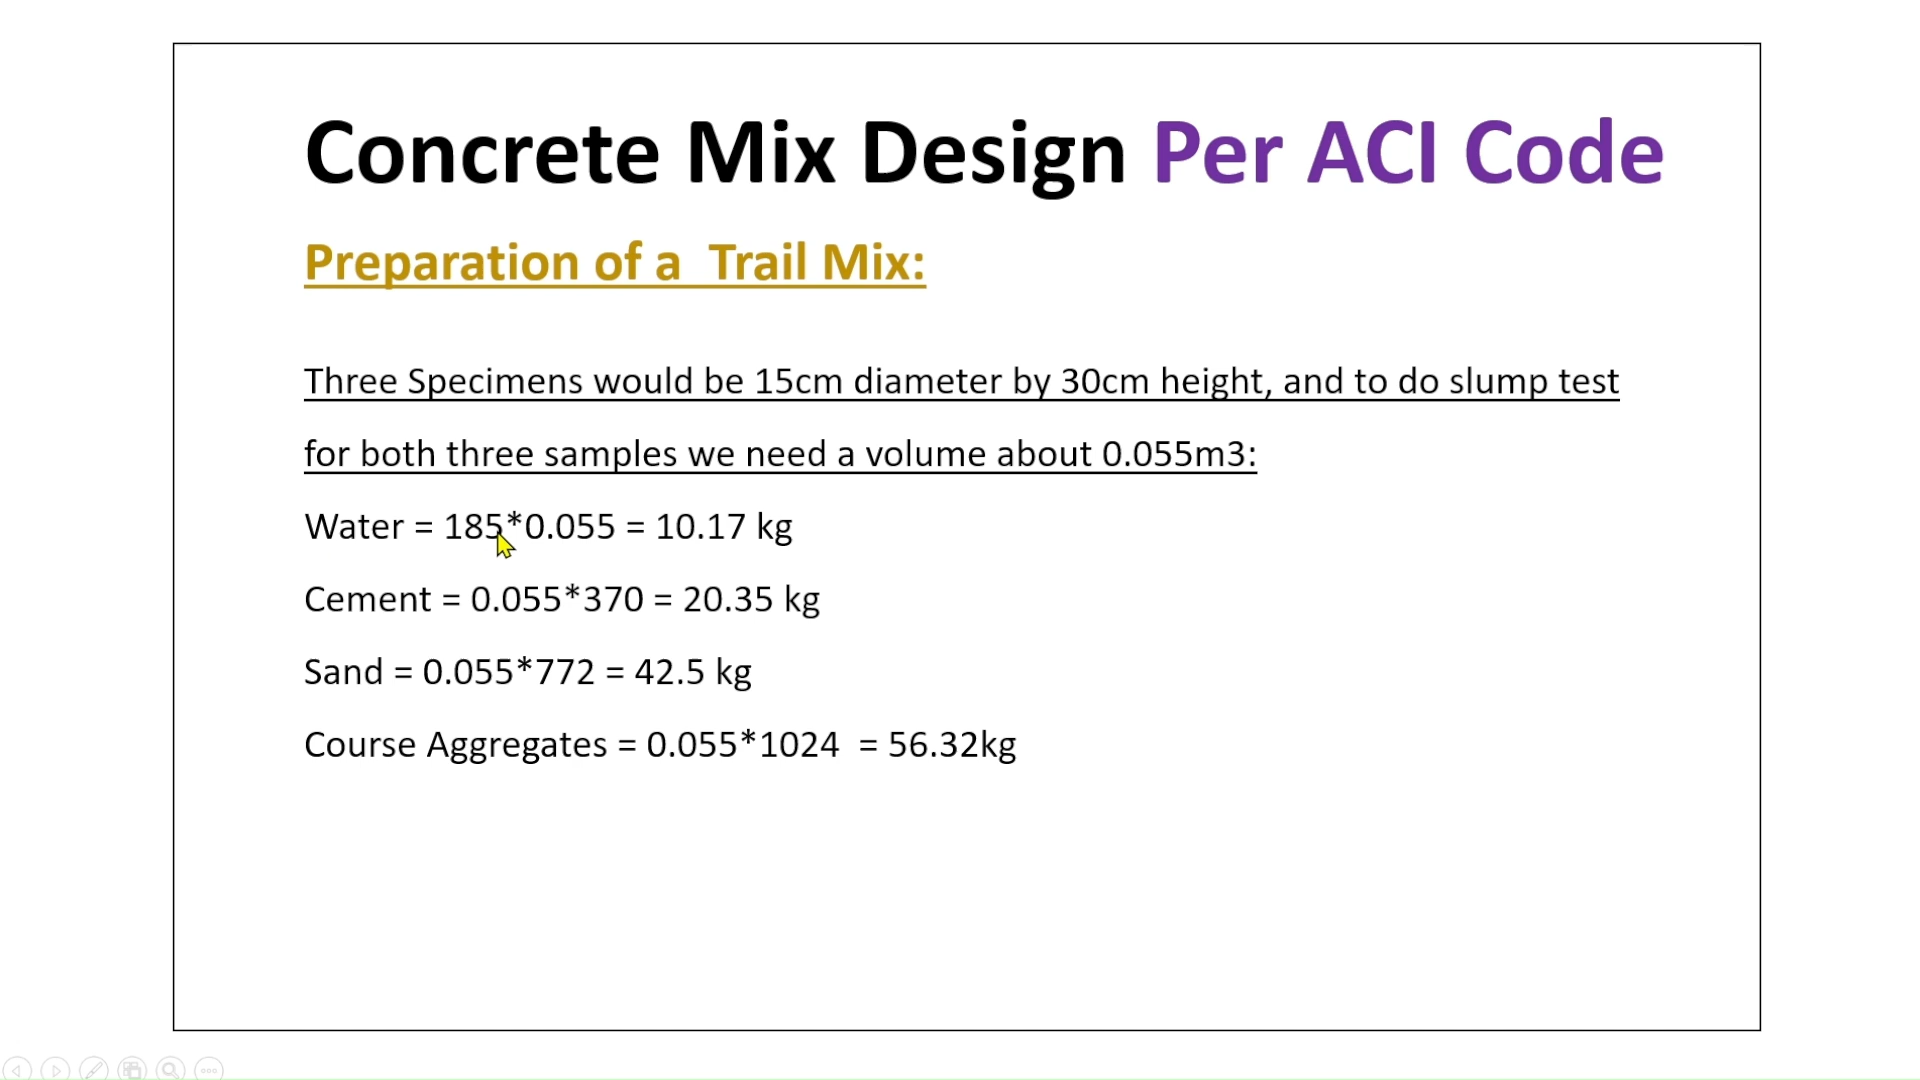 Concrete Mix Design Per ACI Code
Preparation of a  Trail Mix:
Three Specimens would be 15cm diameter by 30cm height, and to do slump test
for both three samples we need a volume about 0.055m3:
Water = 185*0.055 = 10.17 kg
Cement = 0.055*370 = 20.35 kg
Sand = 0.055*772 = 42.5 kg
Course Aggregates = 0.055*1024  = 56.32kg